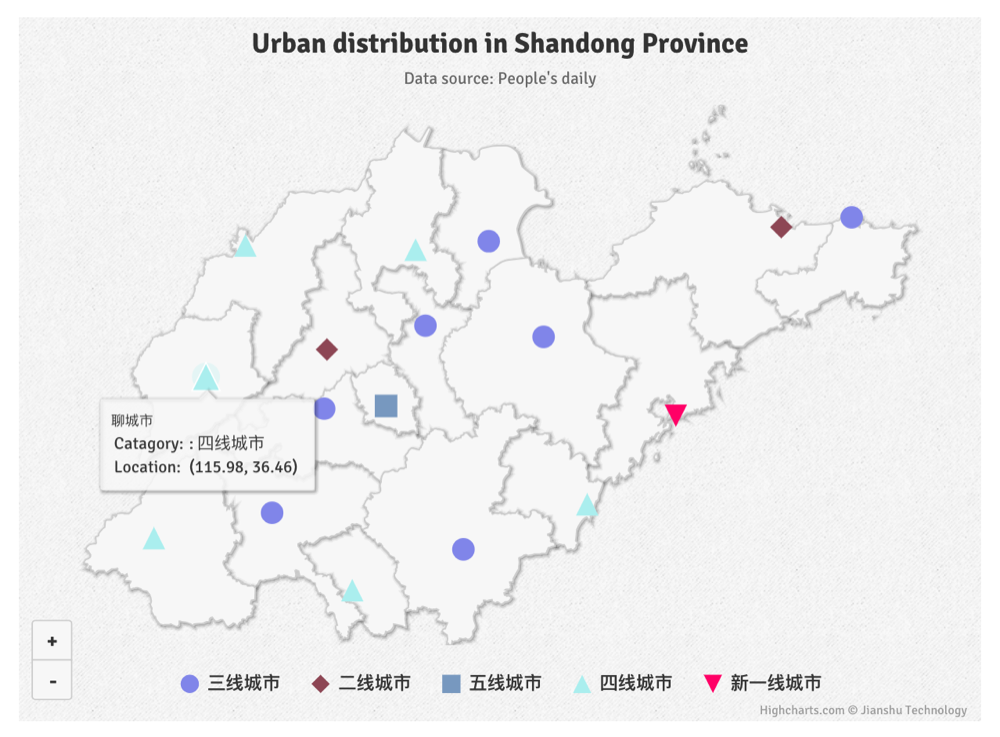 Urban distribution in Shandong Province
Data source: People's daily
聊城市
Catagory: : 四线城市
Location: (115.98, 36.46)
+
-
三线城市 二线城市 五线城市 四线城市 新一线城市
Highcharts.com © Jianshu Technology